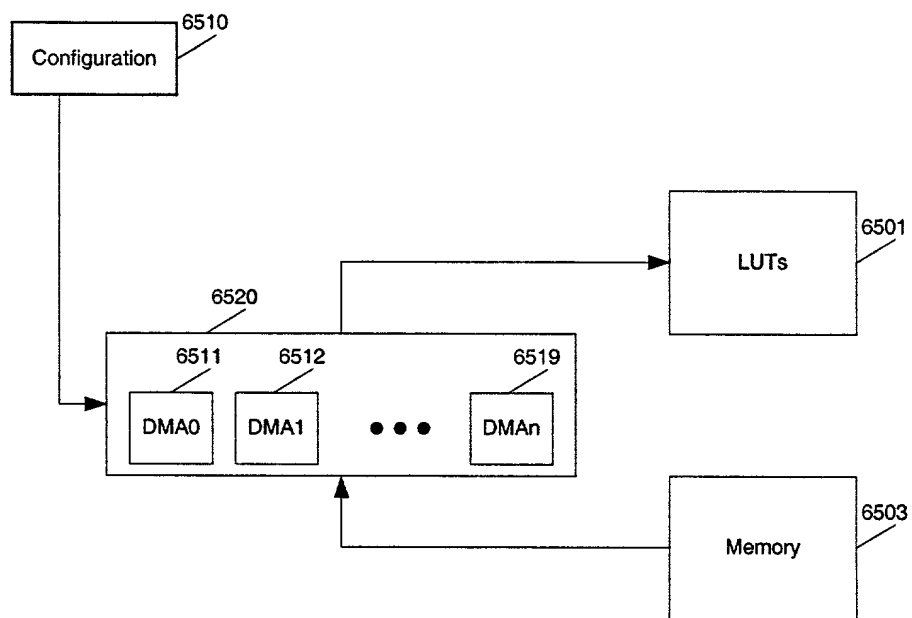 6510
Configuration
6501
LUTs
6520
6511
6512
6519
DMA0
DMA1
DMAn
6503
Memory